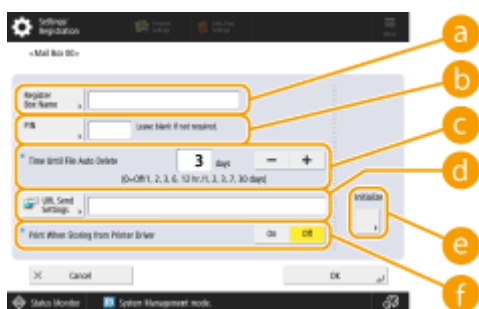 Settings/
Registration
<Mail Box 00>
a
Register
Box Name
b
PIN
Leave blank if not required.
c
* Time Until File Auto Delete
3 days
− +
(0=Off/1, 2, 3, 6, 12 hr./1, 2, 3, 7, 30 days)
d
URL Send
Settings
Initialize
e
* Print When Storing from Printer Driver
On Off
f
× Cancel
OK
Status Monitor
System Management mode.